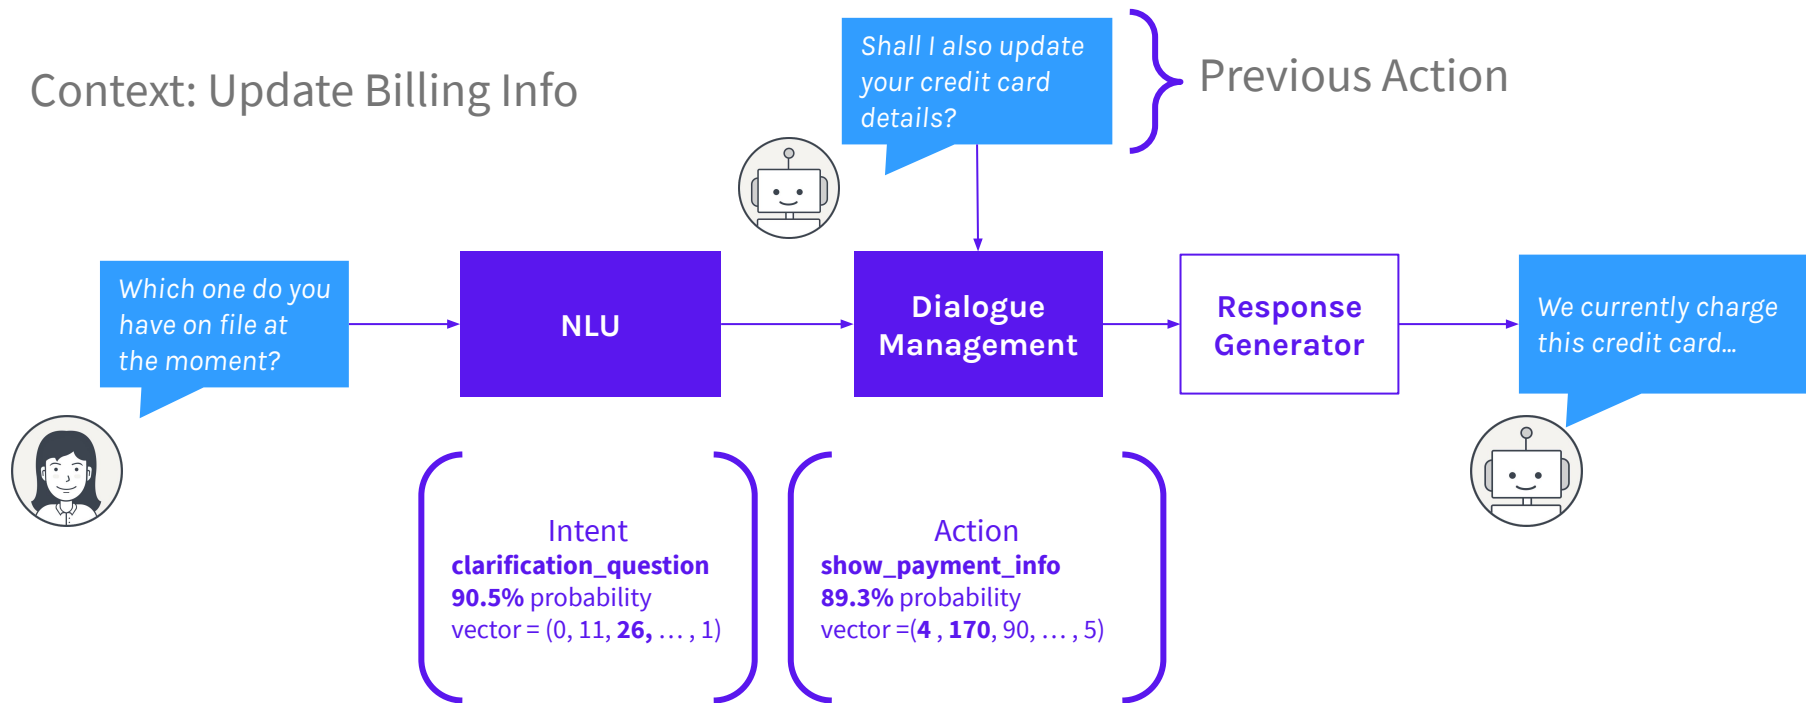 Context: Update Billing Info
Shall I also update
your credit card
details?
Previous Action
Which one do you
have on file at
the moment?
NLU
Dialogue
Management
Response
Generator
We currently charge
this credit card...
Intent
clarification_question
90.5% probability
vector = (0, 11, 26, ... , 1)
Action
show_payment_info
89.3% probability
vector =(4 , 170, 90, ... , 5)